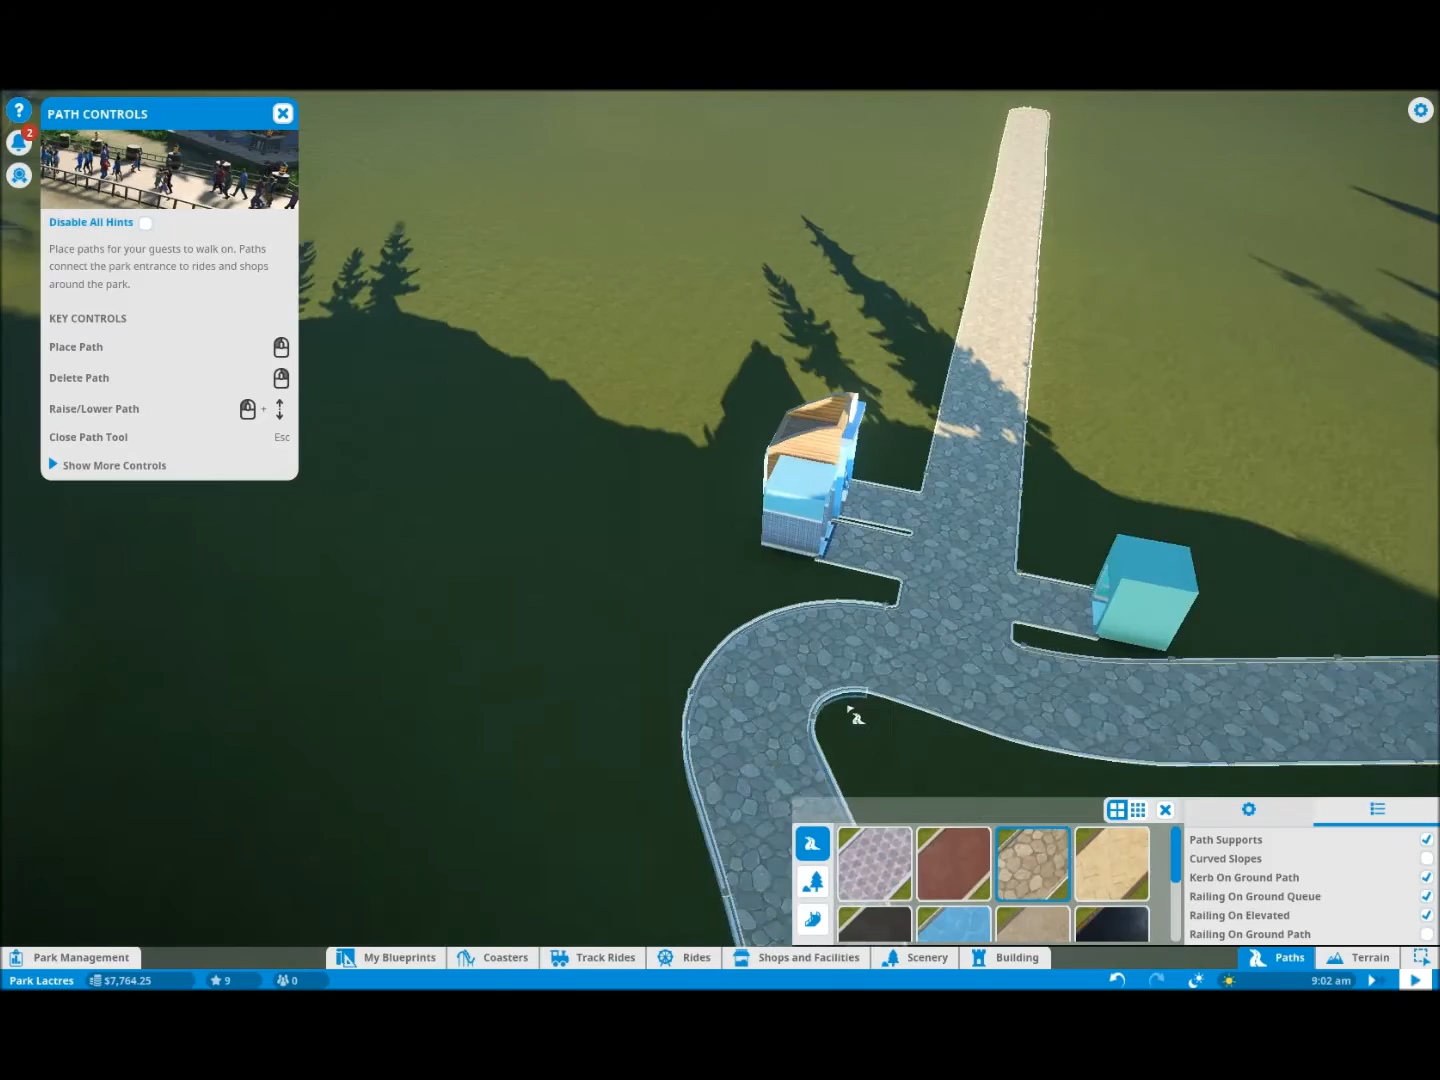 ?
2
PATH CONTROLS
Disable All Hints
Place paths for your guests to walk on. Paths
connect the park entrance to rides and shops
around the park.
KEY CONTROLS
Place Path
Delete Path
Raise/Lower Path
+
Close Path Tool
Esc
Show More Controls
Path Supports
Curved Slopes
Kerb On Ground Path
Railing On Ground Queue
Railing On Elevated
Railing On Ground Path
Park Management
My Blueprints
Coasters
Track Rides
Rides
Shops and Facilities
Scenery
Building
Paths
Terrain
Park Lactres
$7,764.25
9
0
9:02 am